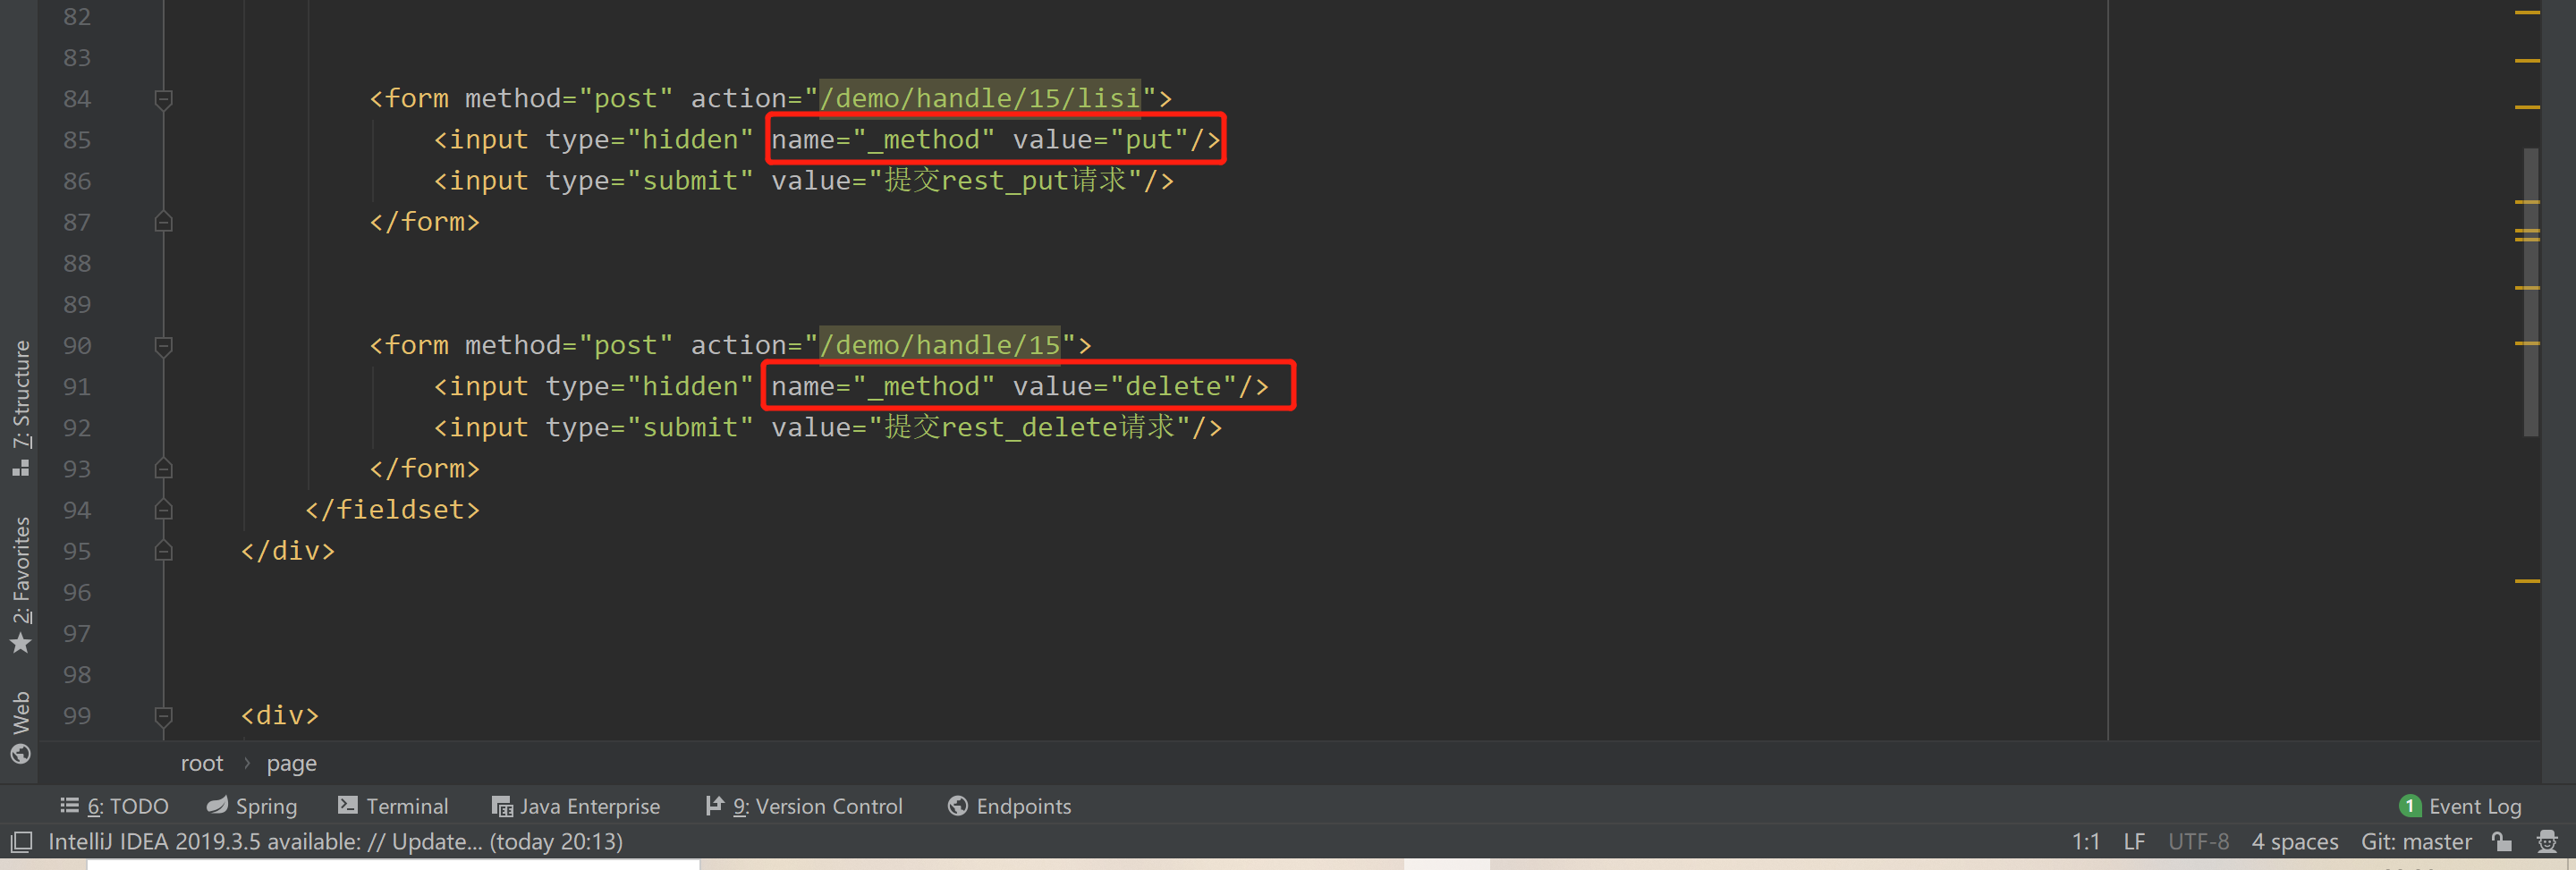 82
83
84 <form method="post" action="/demo/handle/15/lisi">
85 <input type="hidden" name="_method" value="put"/>
86 <input type="submit" value="提交rest_put请求"/>
87 </form>
88
89
90 <form method="post" action="/demo/handle/15">
91 <input type="hidden" name="_method" value="delete"/>
92 <input type="submit" value="提交rest_delete请求"/>
93 </form>
94 </fieldset>
95 </div>
96
97
98
99 <div>
7: Structure
2: Favorites
Web
root › page
6: TODO Spring Terminal Java Enterprise 9: Version Control Endpoints 1 Event Log
IntelliJ IDEA 2019.3.5 available: // Update... (today 20:13) 1:1 LF UTF-8 4 spaces Git: master